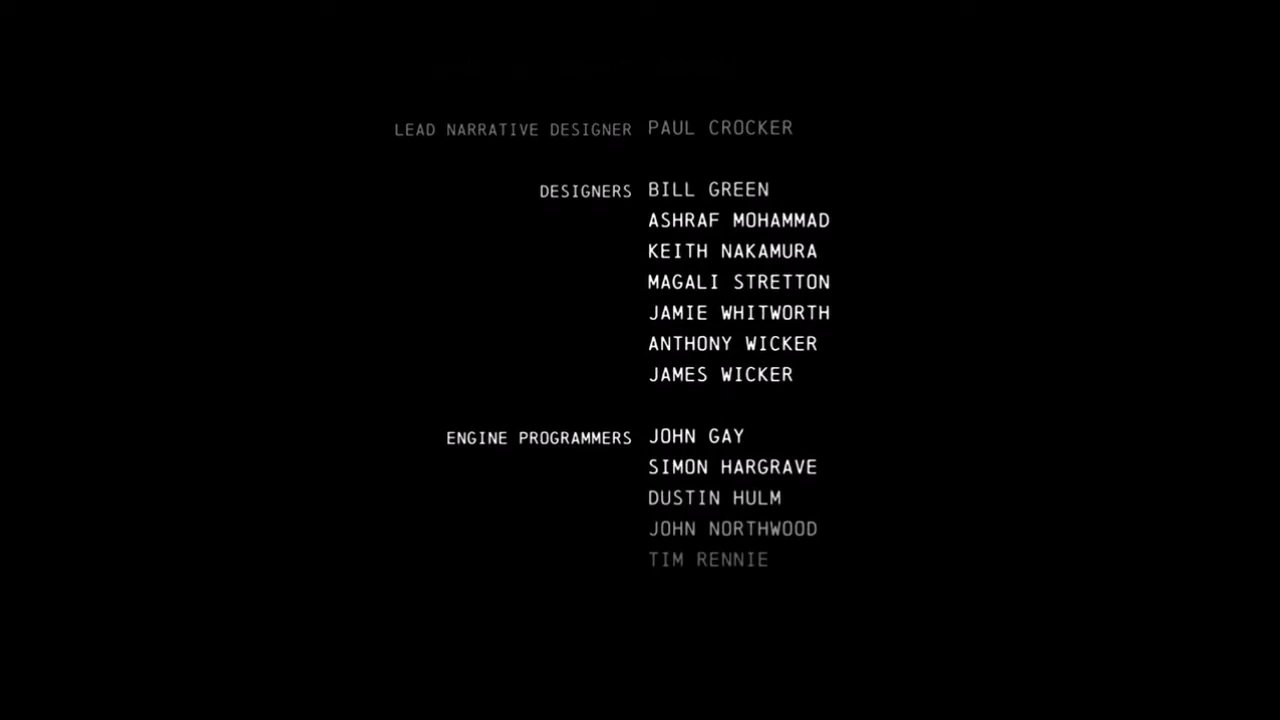 LEAD NARRATIVE DESIGNER PAUL CROCKER
DESIGNERS BILL GREEN
ASHRAF MOHAMMAD
KEITH NAKAMURA
MAGALI STRETTON
JAMIE WHITWORTH
ANTHONY WICKER
JAMES WICKER
ENGINE PROGRAMMERS JOHN GAY
SIMON HARGRAVE
DUSTIN HULM
JOHN NORTHWOOD
TIM RENNIE